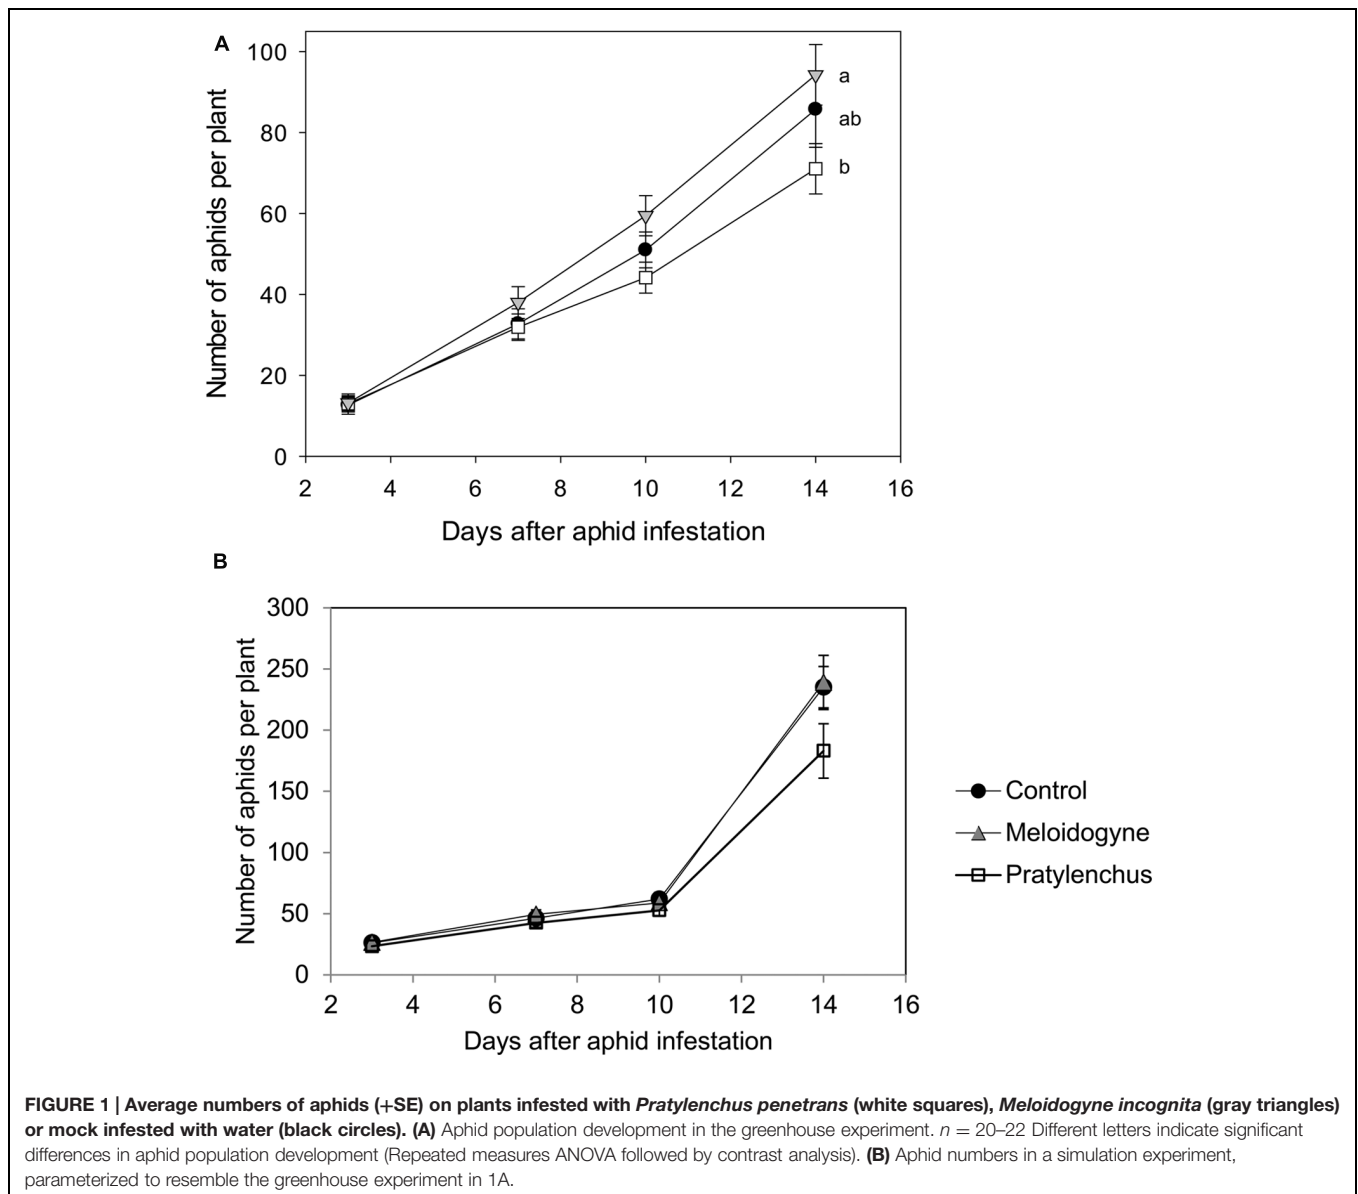 A
100
80
60
40
20
0
Number of aphids per plant
a
ab
b
2 4 6 8 10 12 14 16
Days after aphid infestation
B
300
250
200
150
100
50
0
Number of aphids per plant
2 4 6 8 10 12 14 16
Days after aphid infestation
Control
Meloidogyne
Pratylenchus
FIGURE 1 | Average numbers of aphids (+SE) on plants infested with Pratylenchus penetrans (white squares), Meloidogyne incognita (gray triangles)
or mock infested with water (black circles). (A) Aphid population development in the greenhouse experiment. n = 20–22 Different letters indicate significant
differences in aphid population development (Repeated measures ANOVA followed by contrast analysis). (B) Aphid numbers in a simulation experiment,
parameterized to resemble the greenhouse experiment in 1A.